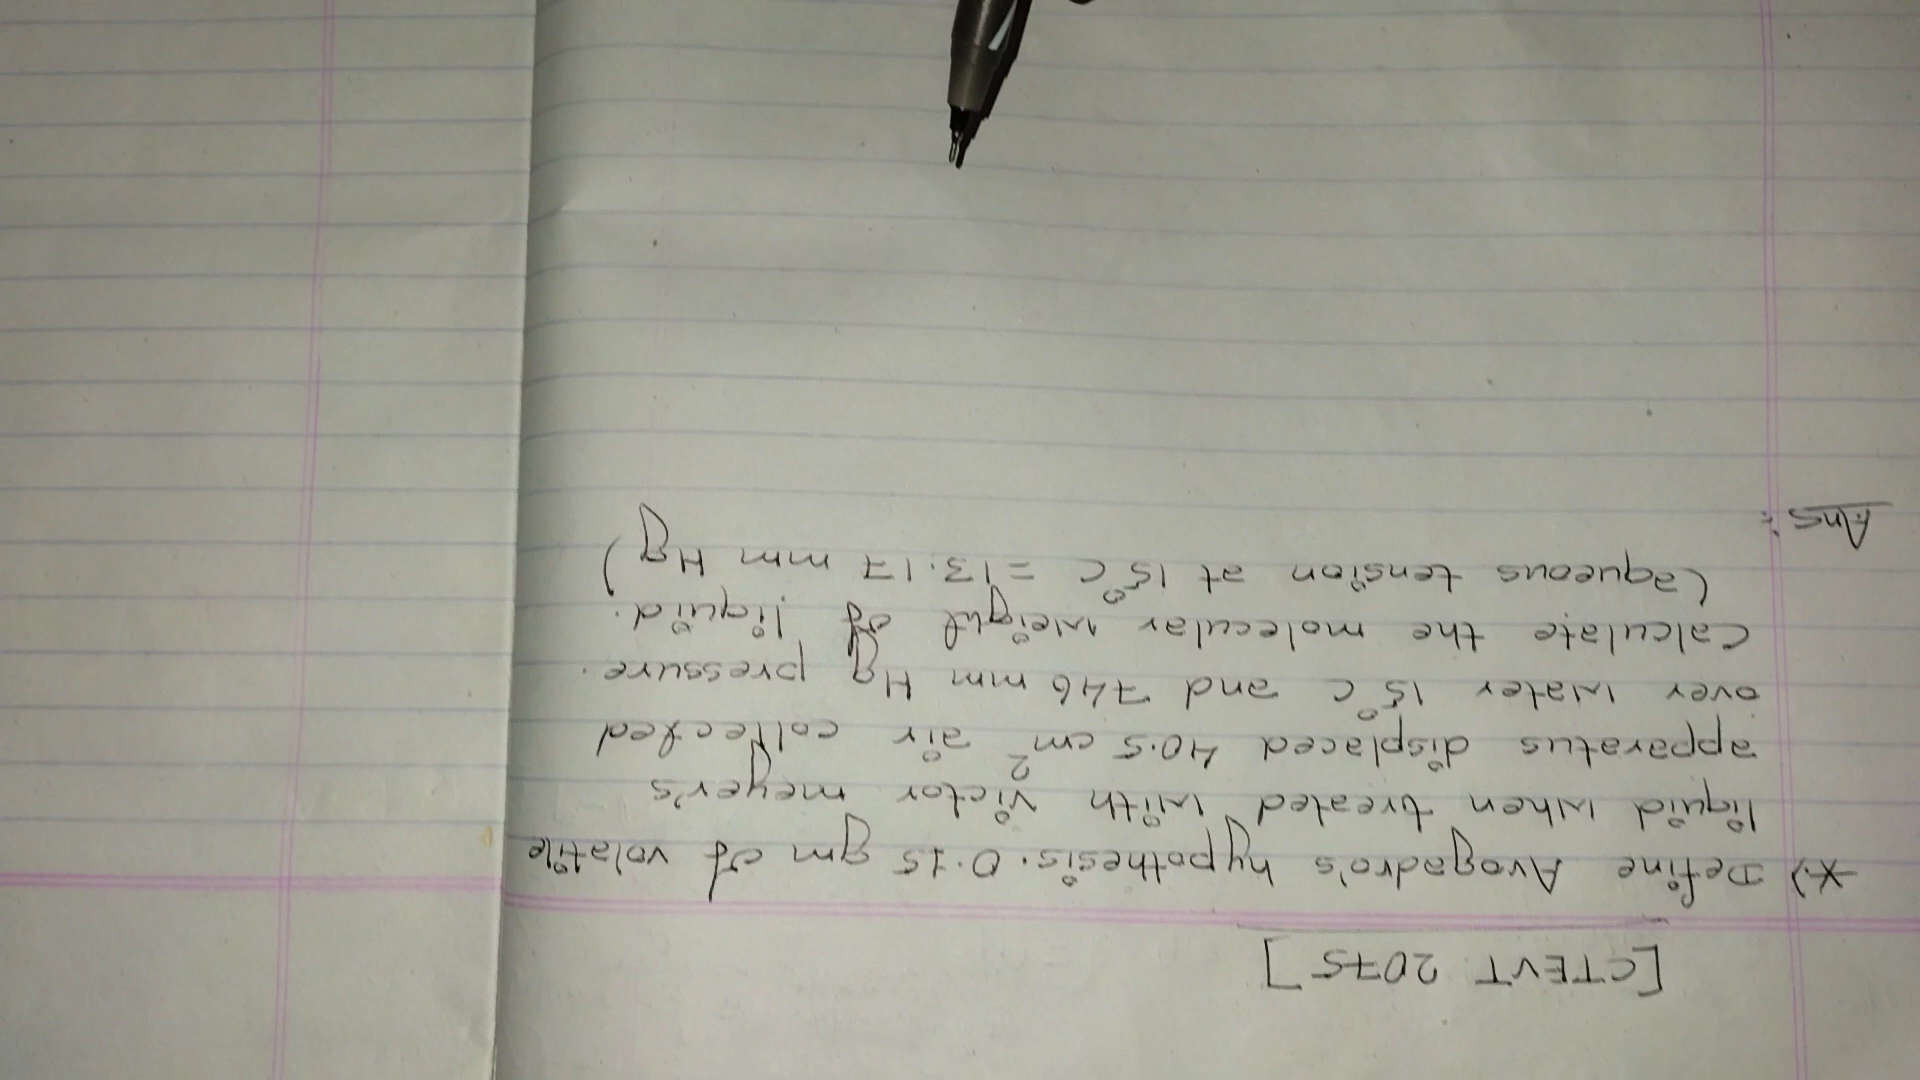 [CTEVT 2075]
*) Define Avogadro's hypothesis. 0.15 gm of volatile
liquid when treated with victor meyer's
apparatus displaced 40.5 cm² air collected
over water 15°C and 746 mm Hg pressure.
Calculate the molecular weight of liquid.
(aqueous tension at 15°C = 13.17 mm Hg)
Ans: